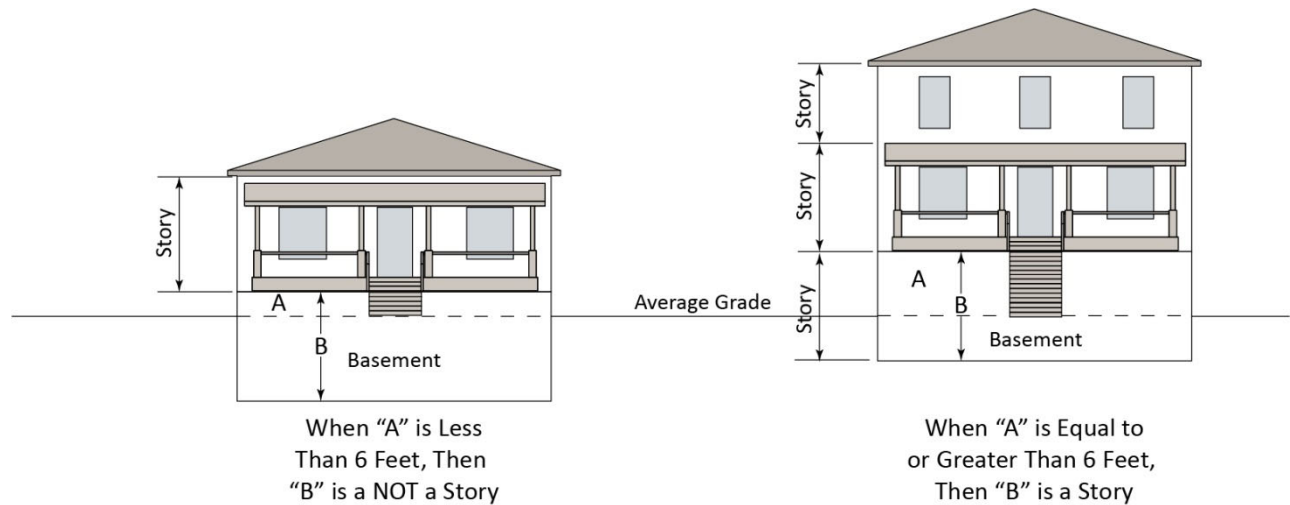 Story
A
B
Basement
When “A” is Less
Than 6 Feet, Then
“B” is a NOT a Story
Average Grade
Story
Story
Story
A
B
Basement
When “A” is Equal to
or Greater Than 6 Feet,
Then “B” is a Story